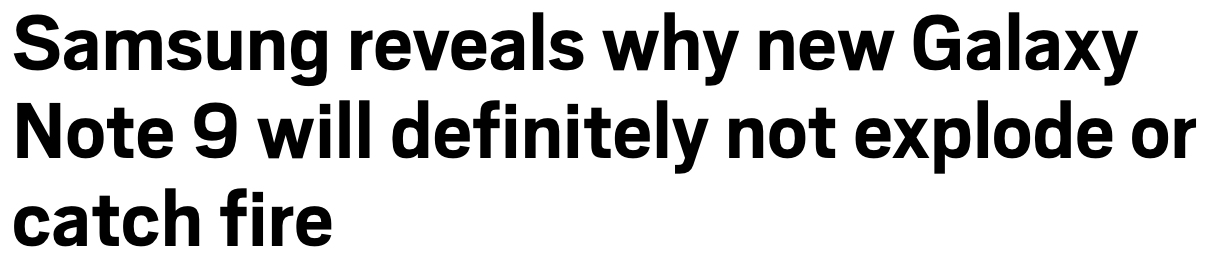 Samsung reveals why new Galaxy
Note 9 will definitely not explode or
catch fire